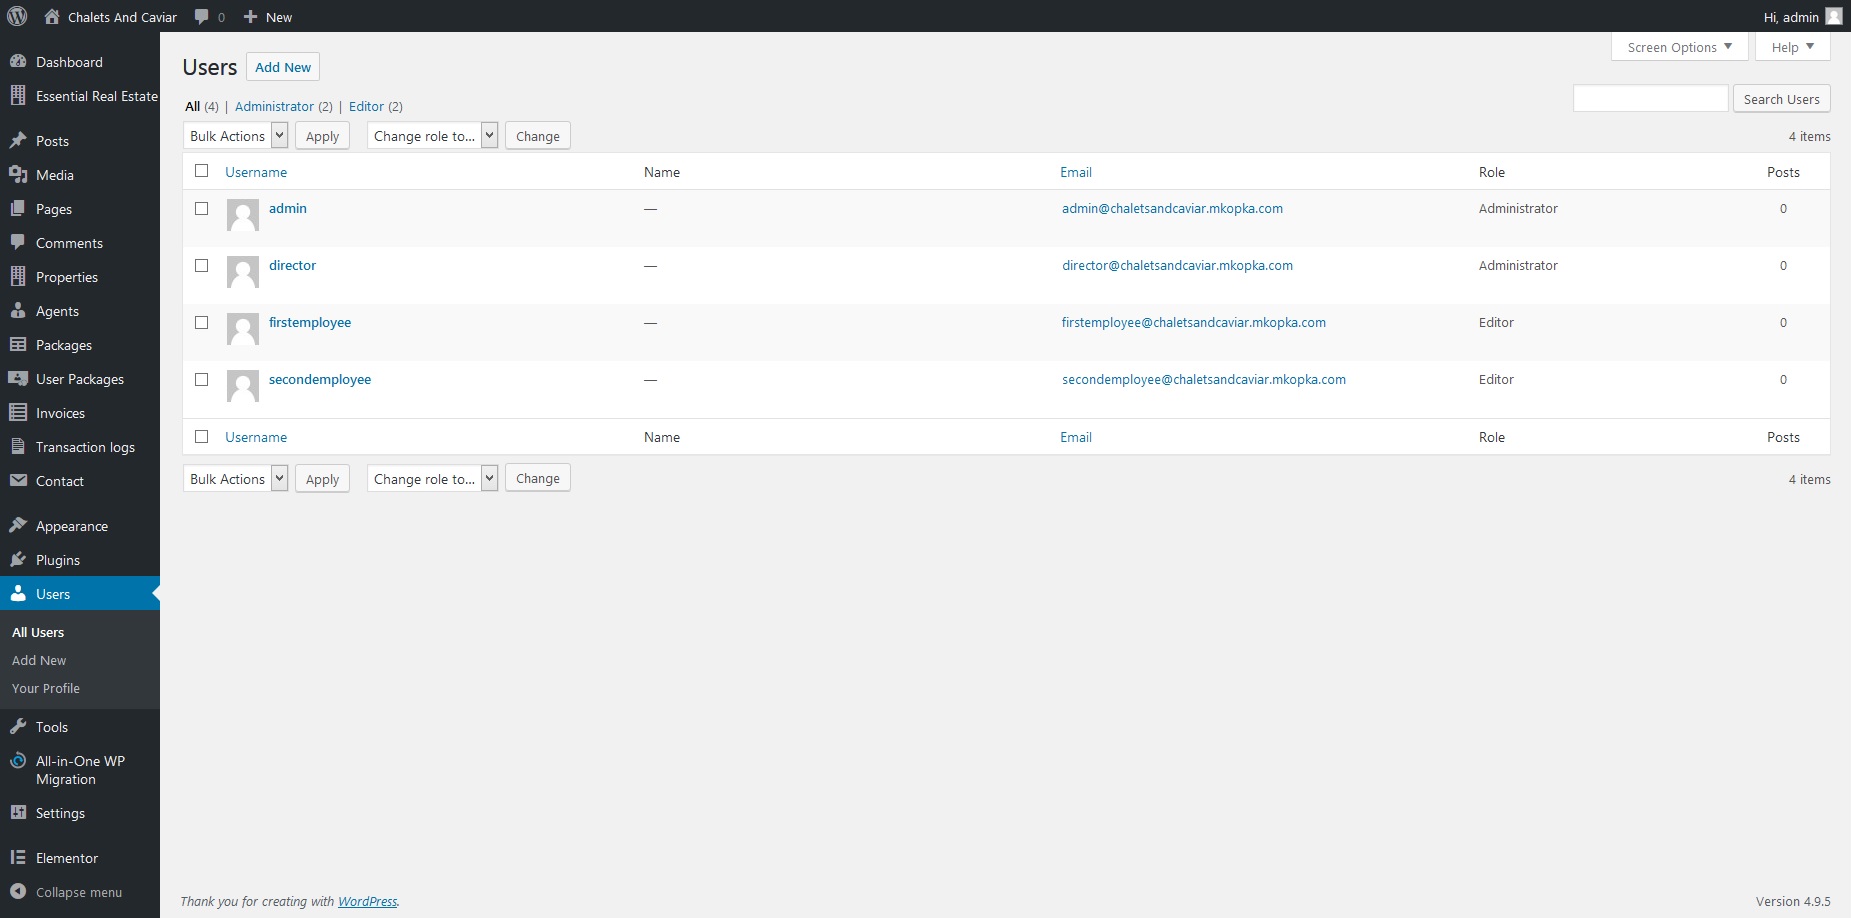 Chalets And Caviar 0 New Hi, admin
Dashboard
Essential Real Estate
Posts
Media
Pages
Comments
Properties
Agents
Packages
User Packages
Invoices
Transaction logs
Contact
Appearance
Plugins
Users
All Users
Add New
Your Profile
Tools
All-in-One WP
Migration
Settings
Elementor
Collapse menu
Screen Options Help
Users Add New
All (4) | Administrator (2) | Editor (2)
Search Users
Bulk Actions Apply Change role to... Change 4 items
Username Name Email Role Posts
admin — admin@chaletsandcaviar.mkopka.com Administrator 0
director — director@chaletsandcaviar.mkopka.com Administrator 0
firstemployee — firstemployee@chaletsandcaviar.mkopka.com Editor 0
secondemployee — secondemployee@chaletsandcaviar.mkopka.com Editor 0
Username Name Email Role Posts
Bulk Actions Apply Change role to... Change 4 items
Thank you for creating with WordPress. Version 4.9.5